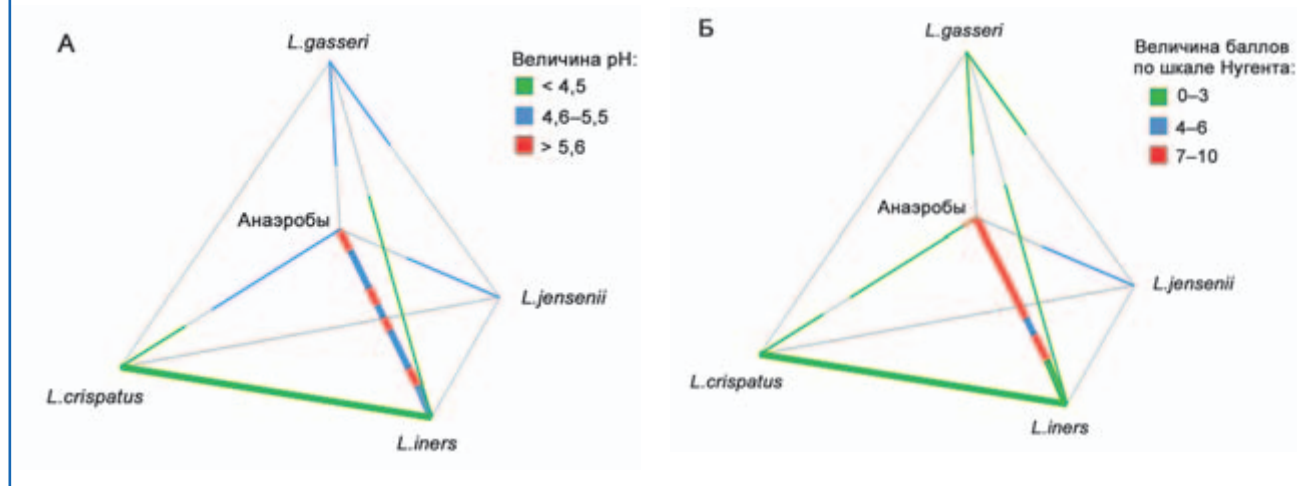 А
L.gasseri
Величина pH:
< 4,5
4,6–5,5
> 5,6
Анаэробы
L.jensenii
L.crispatus
L.iners
Б
L.gasseri
Величина баллов
по шкале Нугента:
0–3
4–6
7–10
Анаэробы
L.jensenii
L.crispatus
L.iners